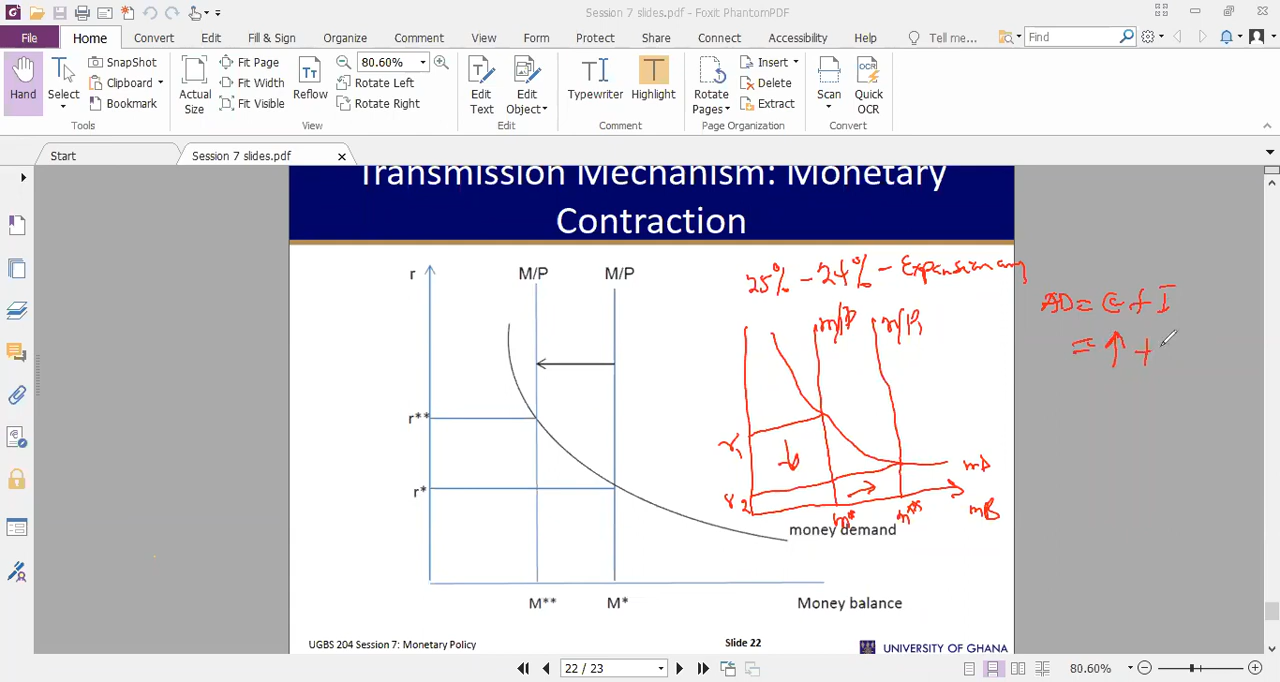 Session 7 slides.pdf - Foxit PhantomPDF
File Home Convert Edit Fill & Sign Organize Comment View Form Protect Share Connect Accessibility Help Tell me... Find
Hand
Select
SnapShot
Clipboard
Bookmark
Tools
Actual Size
Fit Page
Fit Width
Fit Visible
Reflow
80.60%
Rotate Left
Rotate Right
View
Edit Text
Edit Object
Edit
Typewriter
Highlight
Comment
Rotate Pages
Insert
Delete
Extract
Page Organization
Scan
Quick OCR
Convert
Start
Session 7 slides.pdf
Transmission Mechanism: Monetary
Contraction
r
M/P
M/P
r**
r*
money demand
M**
M*
Money balance
25% - 24% - Expansionary
M/P
M/P1
r1
r2
MD
M*
M**
MB
AD = C + I
= ↑ +
UGBS 204 Session 7: Monetary Policy
Slide 22
UNIVERSITY OF GHANA
22 / 23
80.60%